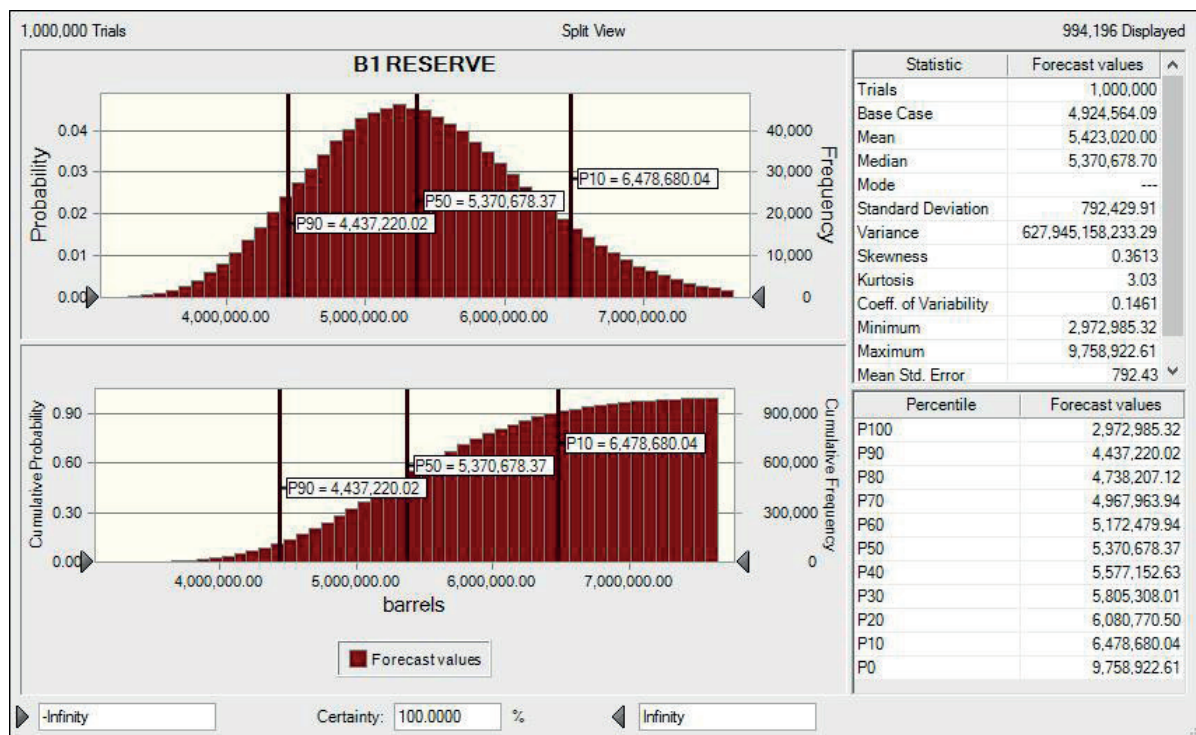 1,000,000 Trials Split View 994,196 Displayed
B1 RESERVE
Probability
0.04
0.03
0.02
0.01
0.00
40,000
30,000
20,000
10,000
0
Frequency
P10 = 6,478,680.04
P50 = 5,370,678.37
P90 = 4,437,220.02
4,000,000.00 5,000,000.00 6,000,000.00 7,000,000.00
Cumulative Probability
0.90
0.60
0.30
0.00
900,000
600,000
300,000
0
Cumulative Frequency
P10 = 6,478,680.04
P50 = 5,370,678.37
P90 = 4,437,220.02
4,000,000.00 5,000,000.00 6,000,000.00 7,000,000.00
barrels
Forecast values
Statistic Forecast values
Trials 1,000,000
Base Case 4,924,564.09
Mean 5,423,020.00
Median 5,370,678.70
Mode ---
Standard Deviation 792,429.91
Variance 627,945,158,233.29
Skewness 0.3613
Kurtosis 3.03
Coeff. of Variability 0.1461
Minimum 2,972,985.32
Maximum 9,758,922.61
Mean Std. Error 792.43
Percentile Forecast values
P100 2,972,985.32
P90 4,437,220.02
P80 4,738,207.12
P70 4,967,963.94
P60 5,172,479.94
P50 5,370,678.37
P40 5,577,152.63
P30 5,805,308.01
P20 6,080,770.50
P10 6,478,680.04
P0 9,758,922.61
-Infinity Certainty: 100.0000 % Infinity